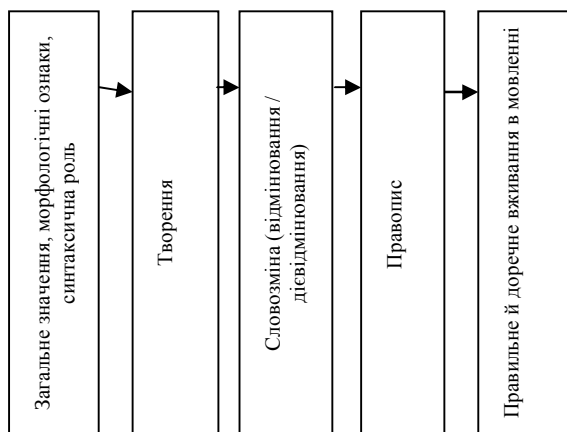 Загальне значення, морфологічні ознаки,
синтаксична роль
Творення
Словозміна (відмінювання /
дієвідмінювання)
Правопис
Правильне й доречне вживання в мовленні